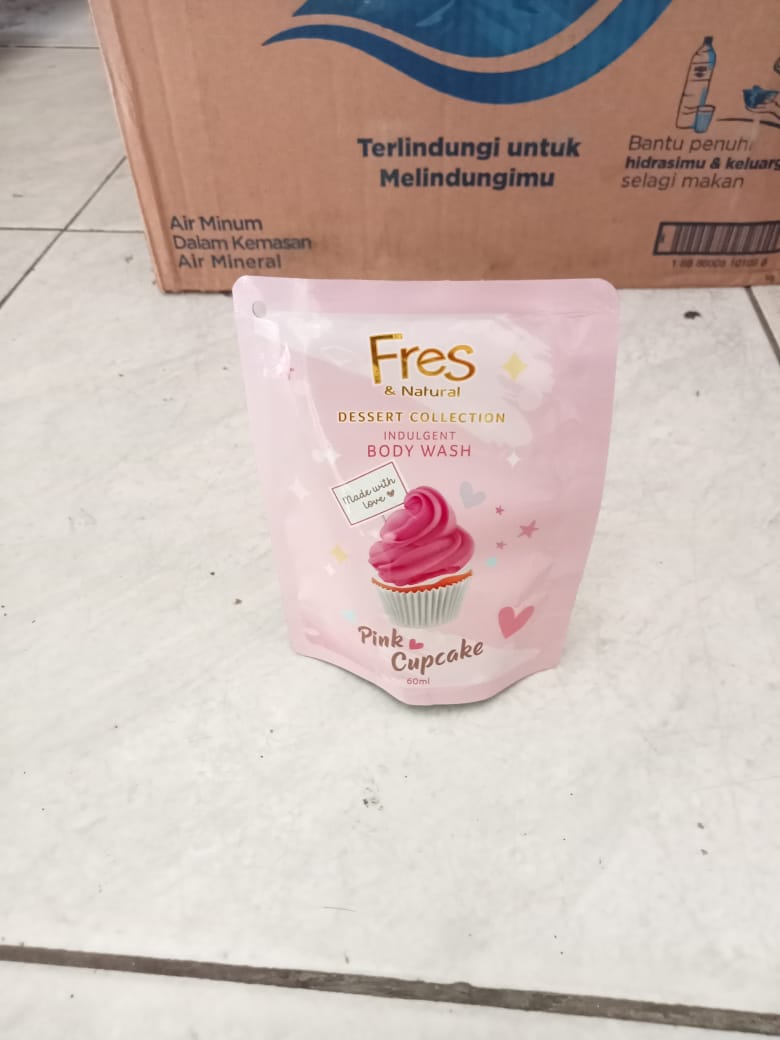 Terlindungi untuk
Melindungimu
Bantu penuhi
hidrasimu & keluarg
selagi makan
Air Minum
Dalam Kemasan
Air Mineral
Fres
& Natural
DESSERT COLLECTION
INDULGENT
BODY WASH
Made with
love
Pink
Cupcake
60ml